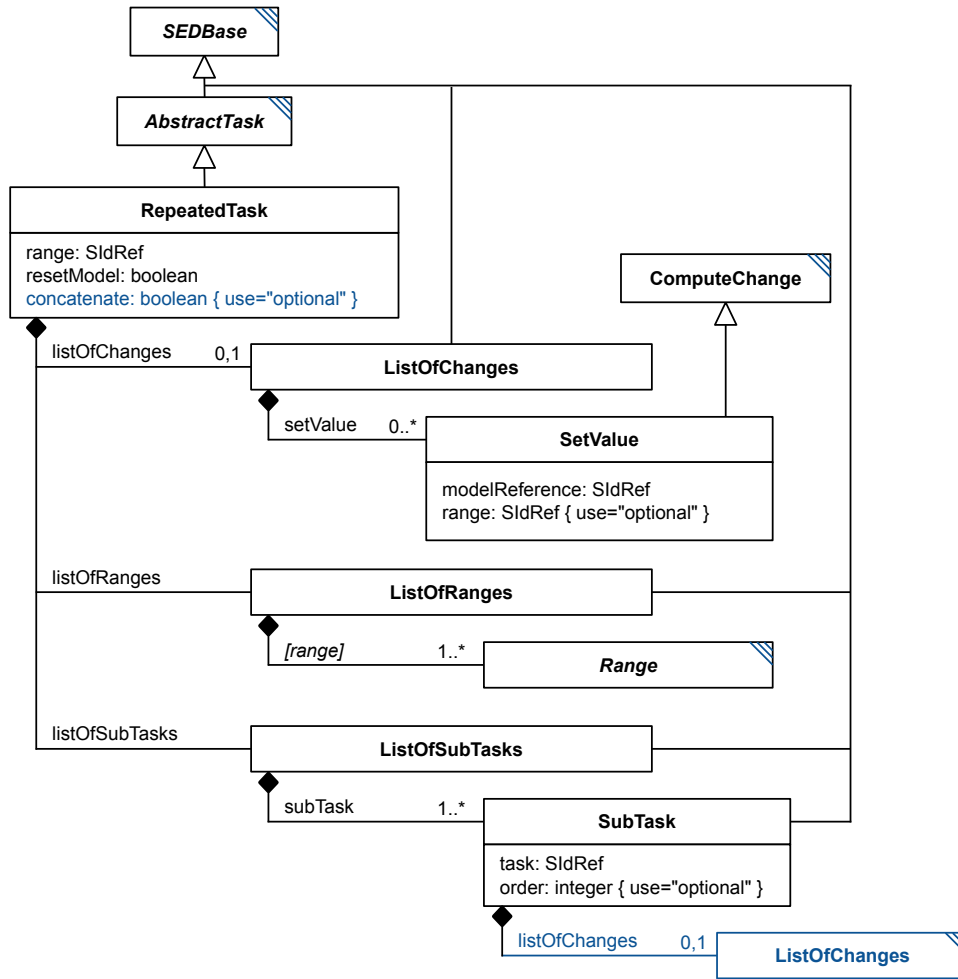 SEDBase
AbstractTask
RepeatedTask
range: SIdRef
resetModel: boolean
concatenate: boolean { use="optional" }
ComputeChange
listOfChanges 0,1
ListOfChanges
setValue 0..*
SetValue
modelReference: SIdRef
range: SIdRef { use="optional" }
listOfRanges
ListOfRanges
[range] 1..*
Range
listOfSubTasks
ListOfSubTasks
subTask 1..*
SubTask
task: SIdRef
order: integer { use="optional" }
listOfChanges 0,1
ListOfChanges